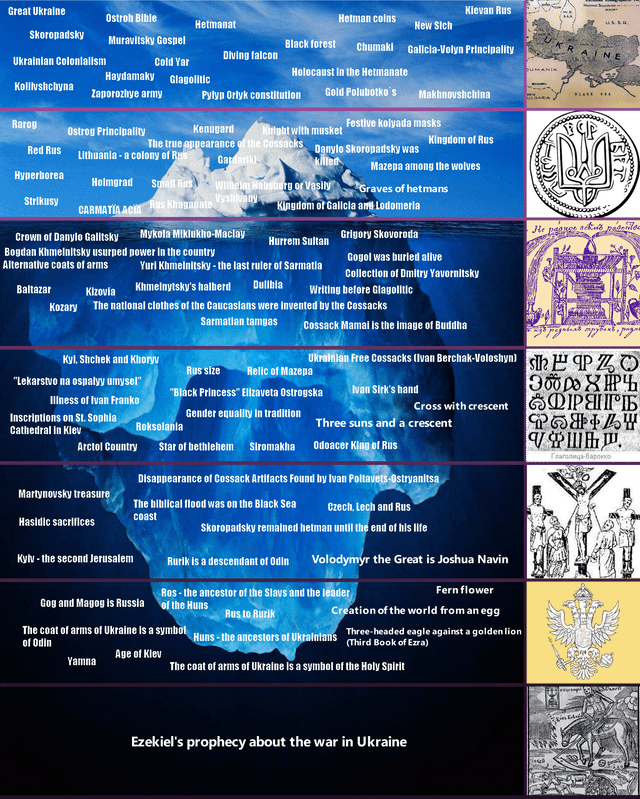 Great Ukraine
Ostroh Bible
Hetmanat
Hetman coins
Kievan Rus
New Sich
Skoropadsky
Muravitsky Gospel
Black forest
Chumaki
Galicia-Volyn Principality
Diving falcon
Ukrainian Colonialism
Cold Yar
Holocaust in the Hetmanate
Haydamaky
Glagolitic
Koliivshchyna
Zaporozhye army
Pylyp Orlyk constitution
Gold Polubotko`s
Makhnovshchina
UKRAINE
U.S.S.R.
BLACK SEA
Rarog
Ostrog Principality
Kenugard
Knight with musket
Festive kolyada masks
The true appearance of the Cossacks
Kingdom of Rus
Red Rus
Lithuania - a colony of Rus
Gardariki
Danylo Skoropadsky was
killed
Mazepa among the wolves
Hyperborea
Holmgrad
Small Rus
Wilhelm Habsburg or Vasily
Vyshivany
Graves of hetmans
Strikusy
CARMATIA ACIA
Rus Khaganate
Kingdom of Galicia and Lodomeria
Crown of Danylo Galitsky
Mykola Miklukho-Maclay
Hurrem Sultan
Grigory Skovoroda
Bogdan Khmelnitsky usurped power in the country
Gogol was buried alive
Alternative coats of arms
Yuri Khmelnitsky - the last ruler of Sarmatia
Collection of Dmitry Yavornitsky
Baltazar
Kizovia
Khmelnytsky's halberd
Dulibia
Writing before Glagolitic
Kozary
The national clothes of the Caucasians were invented by the Cossacks
Sarmatian tamgas
Cossack Mamai is the image of Buddha
Kyi, Shchek and Khoryv
Ukrainian Free Cossacks (Ivan Berchak-Voloshyn)
Rus size
Relic of Mazepa
"Lekarstvo na ospalyy umysel"
"Black Princess" Elizaveta Ostrogska
Ivan Sirk's hand
Illness of Ivan Franko
Cross with crescent
Gender equality in tradition
Inscriptions on St. Sophia
Cathedral in Kiev
Roksolania
Three suns and a crescent
Arctol Country
Star of bethlehem
Siromakha
Odoacer King of Rus
Глаголица-барокко
Disappearance of Cossack Artifacts Found by Ivan Poltavets-Ostryanitsa
Martynovsky treasure
The biblical flood was on the Black Sea
coast
Czech, Lech and Rus
Hasidic sacrifices
Skoropadsky remained hetman until the end of his life
Kyiv - the second Jerusalem
Rurik is a descendant of Odin
Volodymyr the Great is Joshua Navin
Ros - the ancestor of the Slavs and the leader
of the Huns
Fern flower
Gog and Magog is Russia
Rus to Rurik
Creation of the world from an egg
The coat of arms of Ukraine is a symbol
of Odin
Huns - the ancestors of Ukrainians
Three-headed eagle against a golden lion
(Third Book of Ezra)
Age of Kiev
Yamna
The coat of arms of Ukraine is a symbol of the Holy Spirit
Ezekiel's prophecy about the war in Ukraine